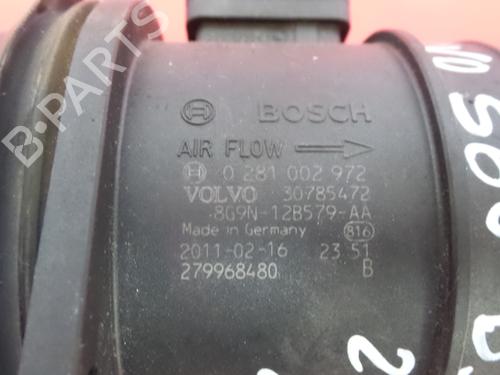 BOSCH
AIR FLOW
0 281 002 972
VOLVO 30785472
8G9N-12B579-AA
Made in Germany 816
2011-02-16 23 51
279968480 B
B-Parts